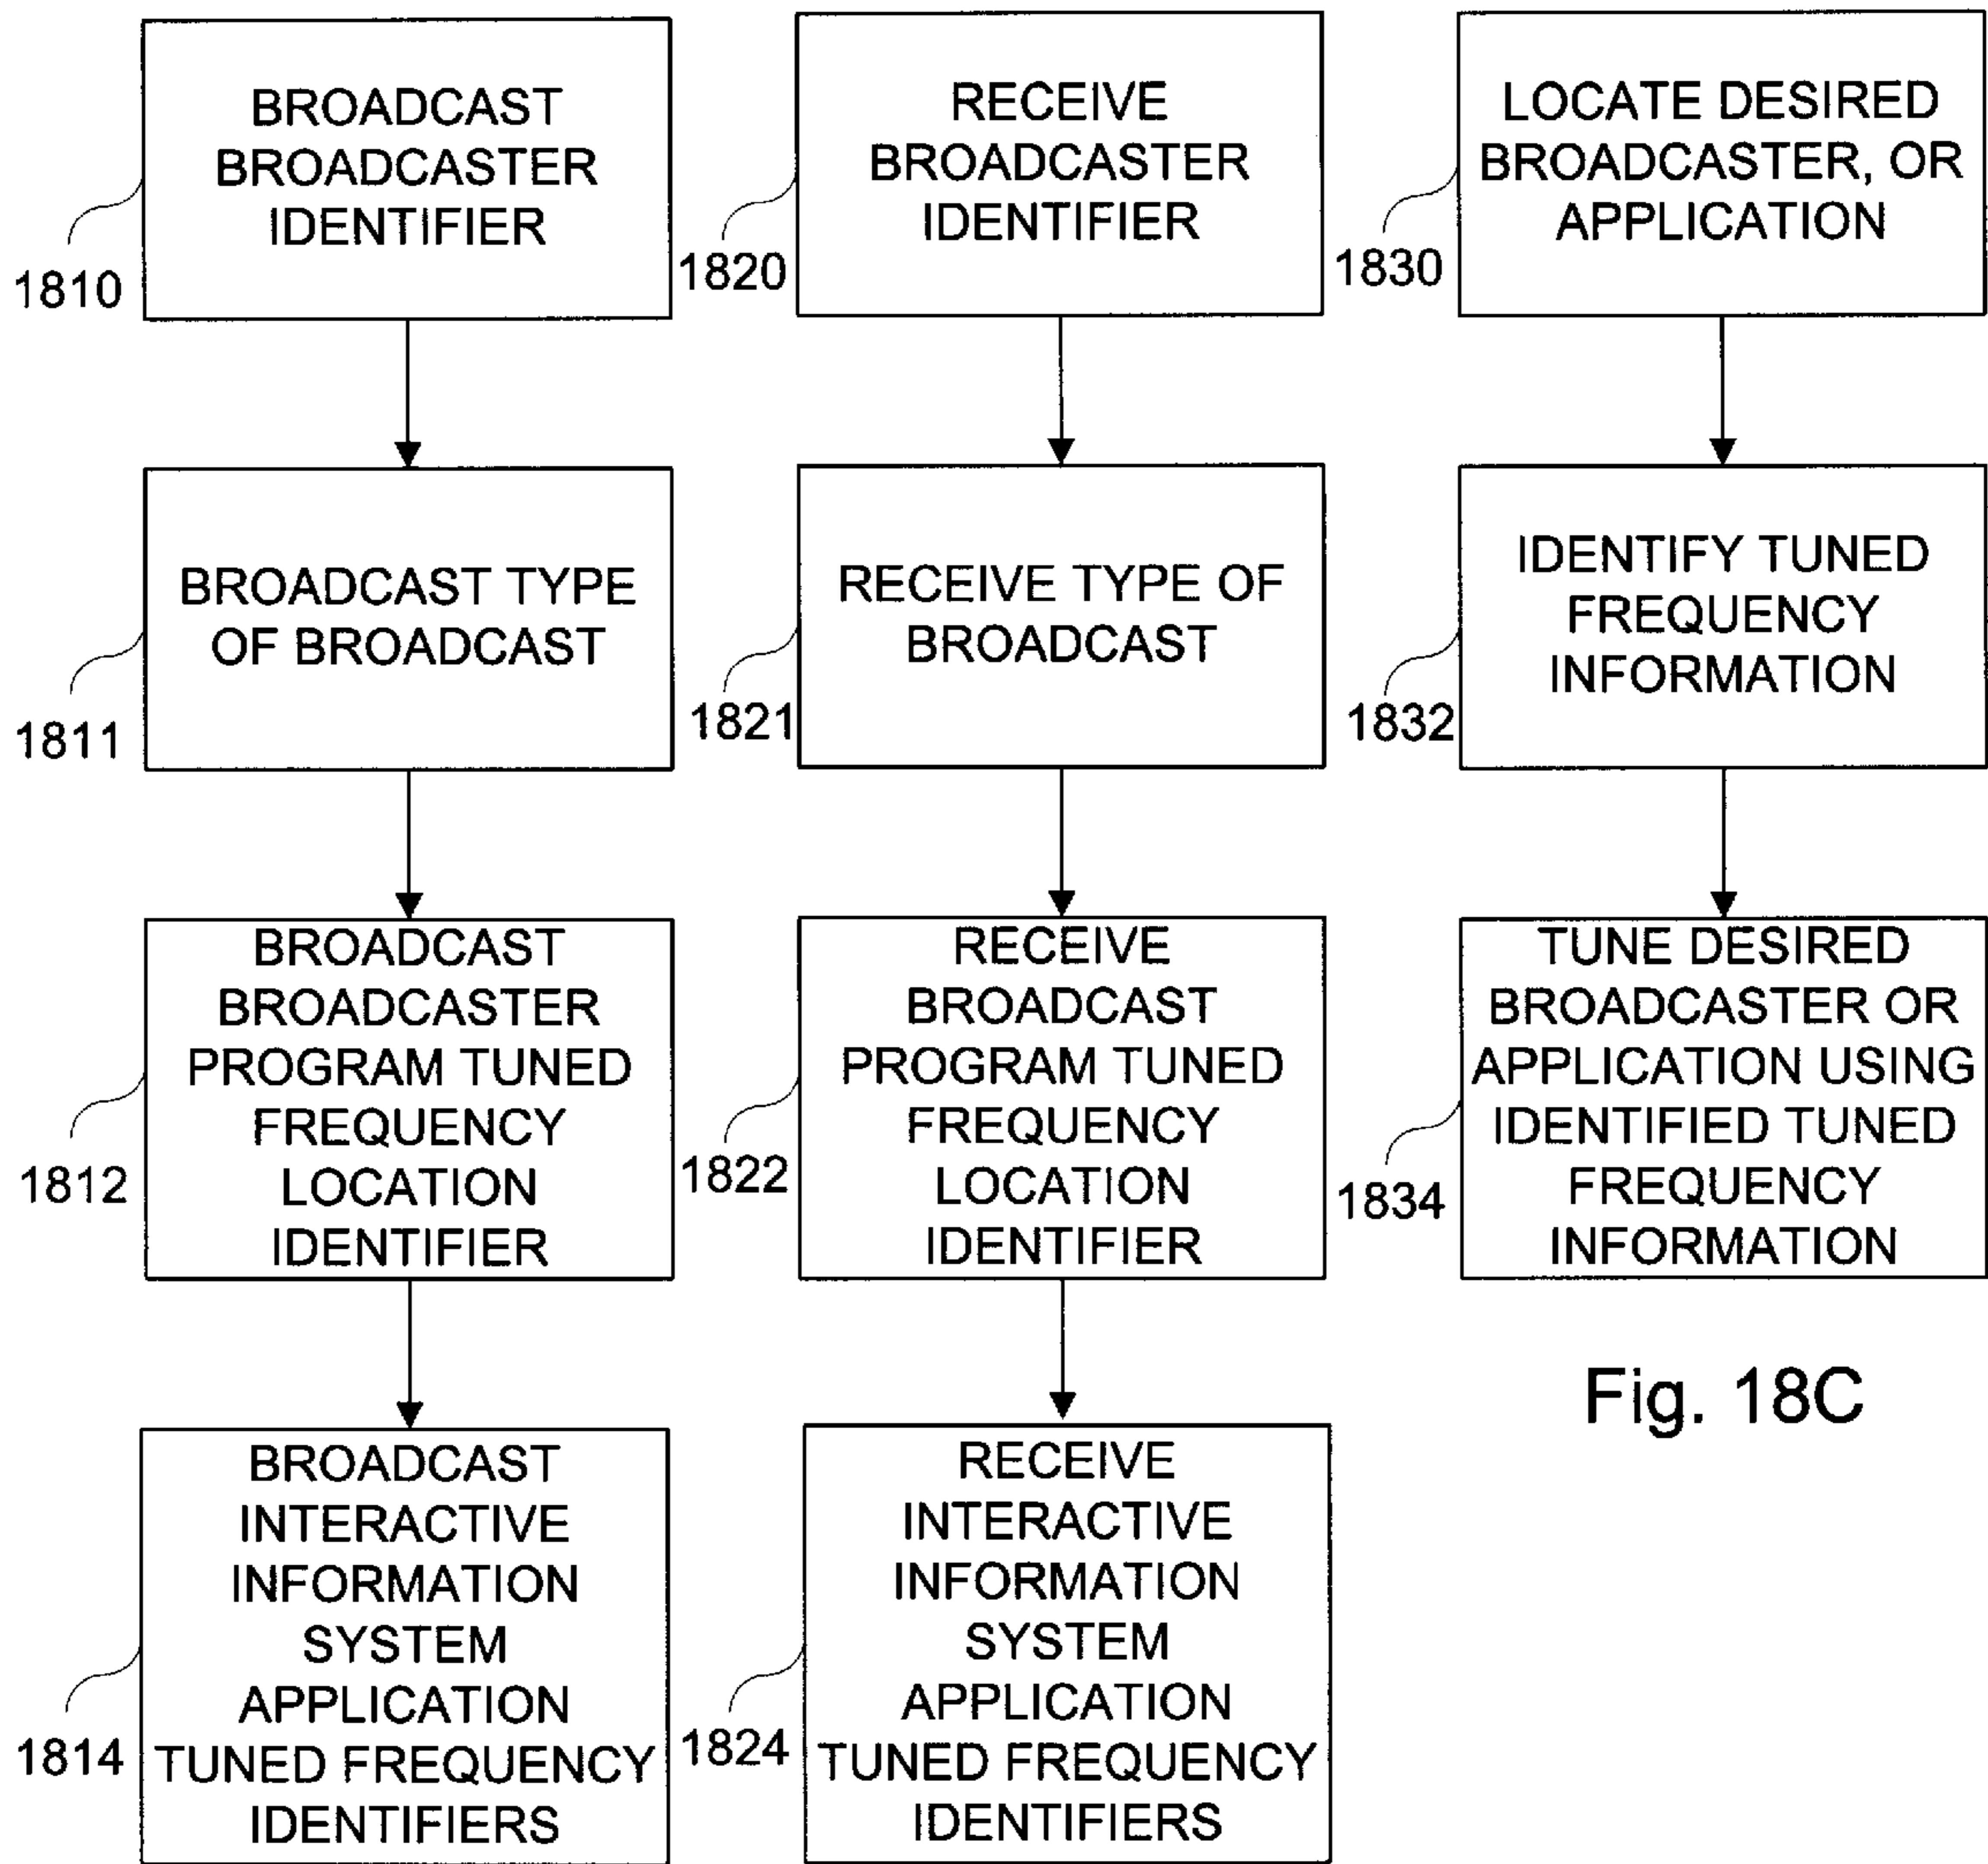 BROADCAST
BROADCASTER
IDENTIFIER
1810
BROADCAST TYPE
OF BROADCAST
1811
BROADCAST
BROADCASTER
PROGRAM TUNED
FREQUENCY
LOCATION
IDENTIFIER
1812
BROADCAST
INTERACTIVE
INFORMATION
SYSTEM
APPLICATION
TUNED FREQUENCY
IDENTIFIERS
1814
RECEIVE
BROADCASTER
IDENTIFIER
1820
RECEIVE TYPE OF
BROADCAST
1821
RECEIVE
BROADCAST
PROGRAM TUNED
FREQUENCY
LOCATION
IDENTIFIER
1822
RECEIVE
INTERACTIVE
INFORMATION
SYSTEM
APPLICATION
TUNED FREQUENCY
IDENTIFIERS
1824
LOCATE DESIRED
BROADCASTER, OR
APPLICATION
1830
IDENTIFY TUNED
FREQUENCY
INFORMATION
1832
TUNE DESIRED
BROADCASTER OR
APPLICATION USING
IDENTIFIED TUNED
FREQUENCY
INFORMATION
1834
Fig. 18C